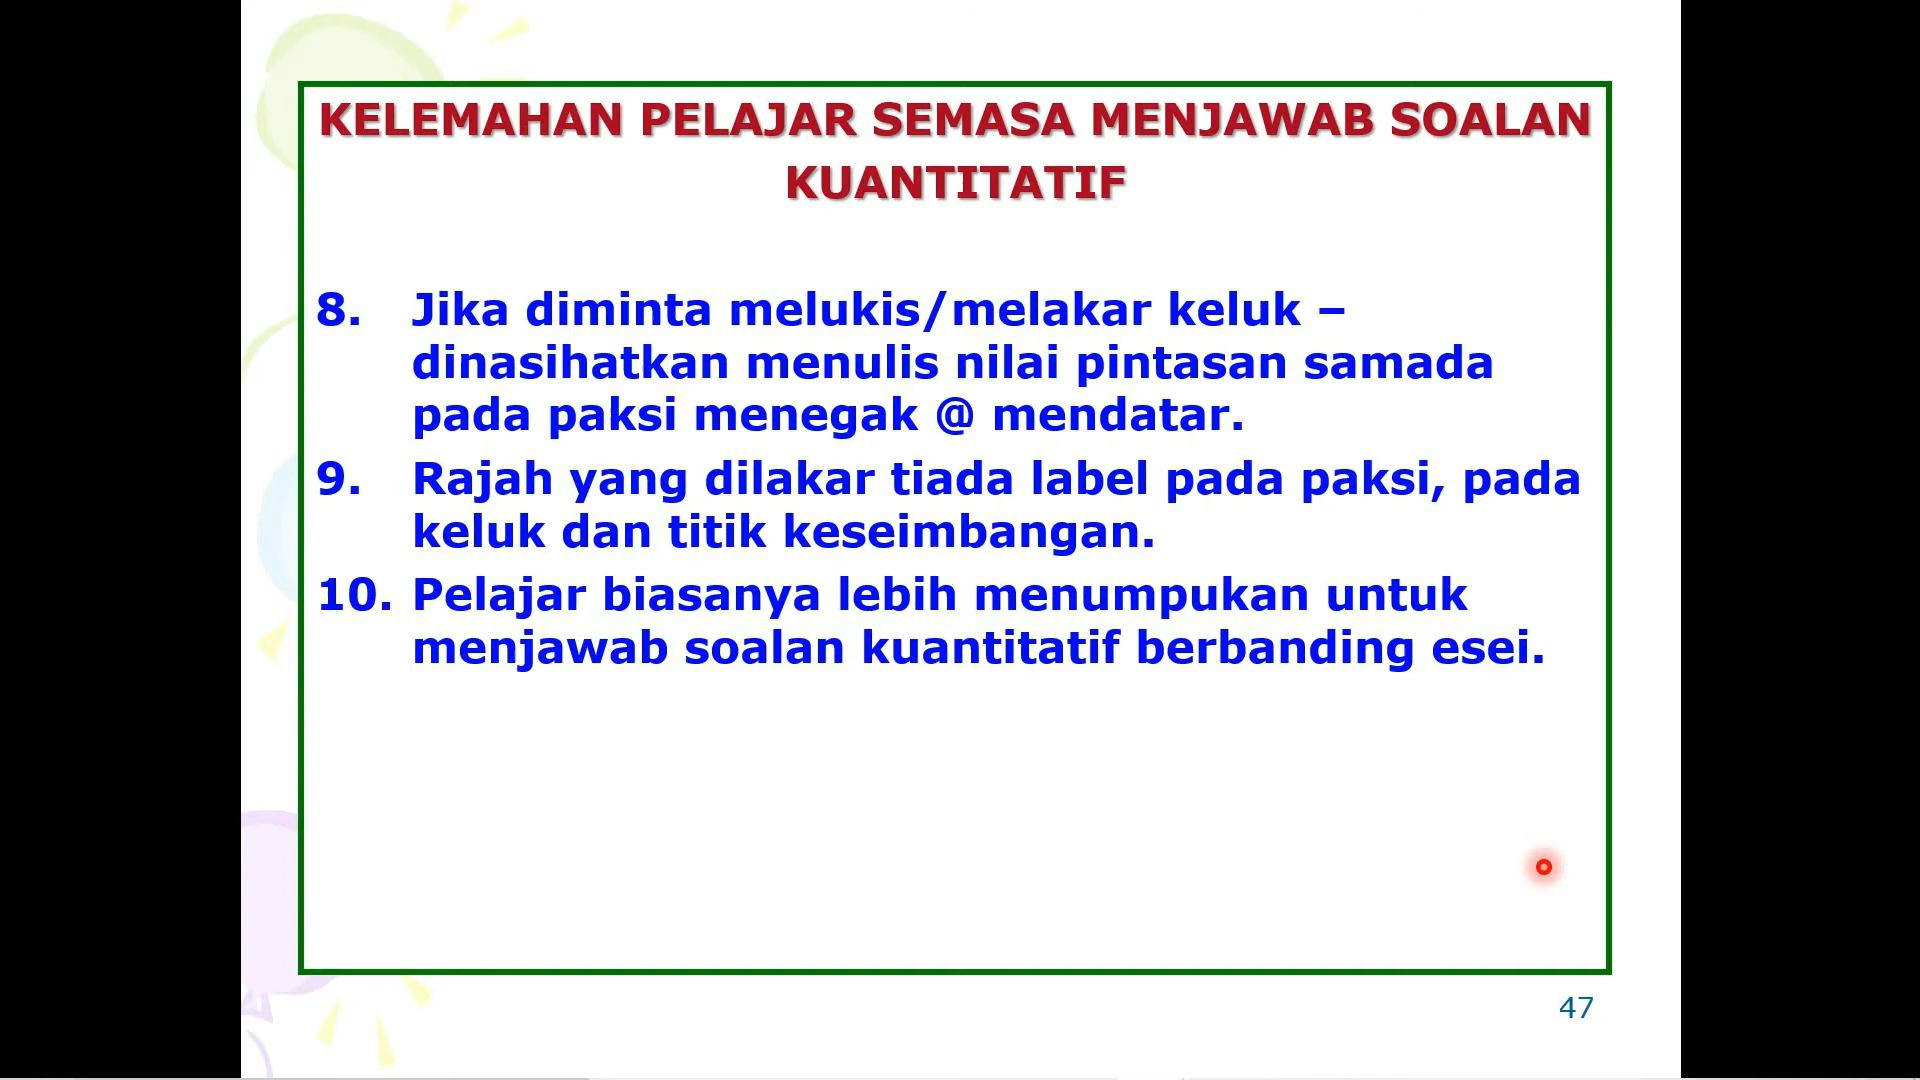 KELEMAHAN PELAJAR SEMASA MENJAWAB SOALAN
KUANTITATIF
8. Jika diminta melukis/melakar keluk –
dinasihatkan menulis nilai pintasan samada
pada paksi menegak @ mendatar.
9. Rajah yang dilakar tiada label pada paksi, pada
keluk dan titik keseimbangan.
10. Pelajar biasanya lebih menumpukan untuk
menjawab soalan kuantitatif berbanding esei.
47